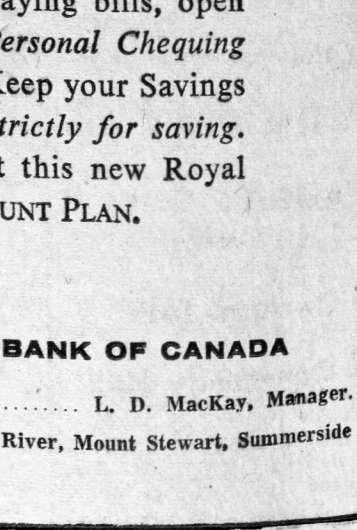 aying bills, open
ersonal Chequing
Keep your Savings
trictly for saving.
t this new Royal
UNT PLAN.
BANK OF CANADA
......... L. D. MacKay, Manager.
River, Mount Stewart, Summerside